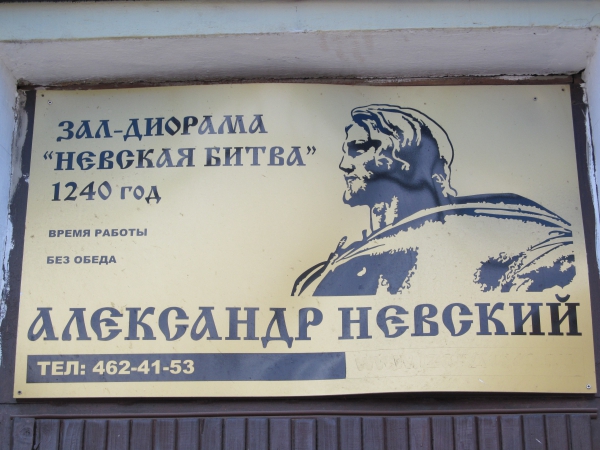 ЗАЛ-ДИОРАМА
"НЕВСКАЯ БИТВА"
1240 год
ВРЕМЯ РАБОТЫ
БЕЗ ОБЕДА
АЛЕКСАНДР НЕВСКИЙ
ТЕЛ: 462-41-53